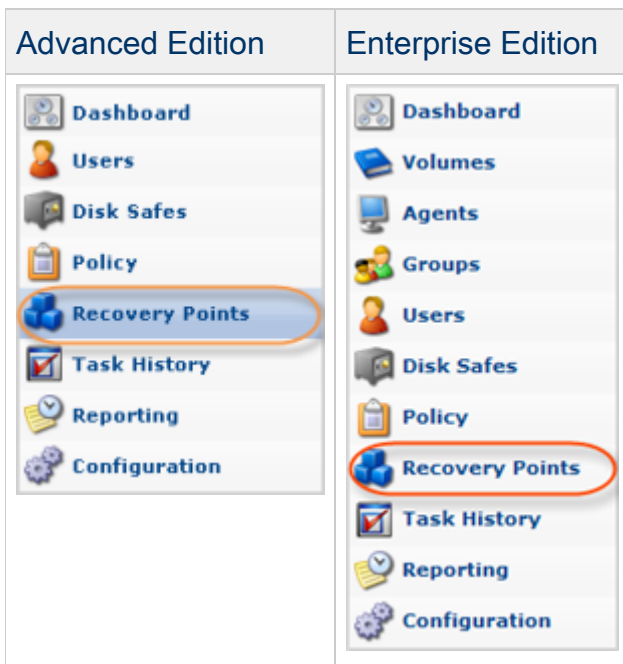 Advanced Edition
Enterprise Edition
Dashboard
Users
Disk Safes
Policy
Recovery Points
Task History
Reporting
Configuration
Dashboard
Volumes
Agents
Groups
Users
Disk Safes
Policy
Recovery Points
Task History
Reporting
Configuration